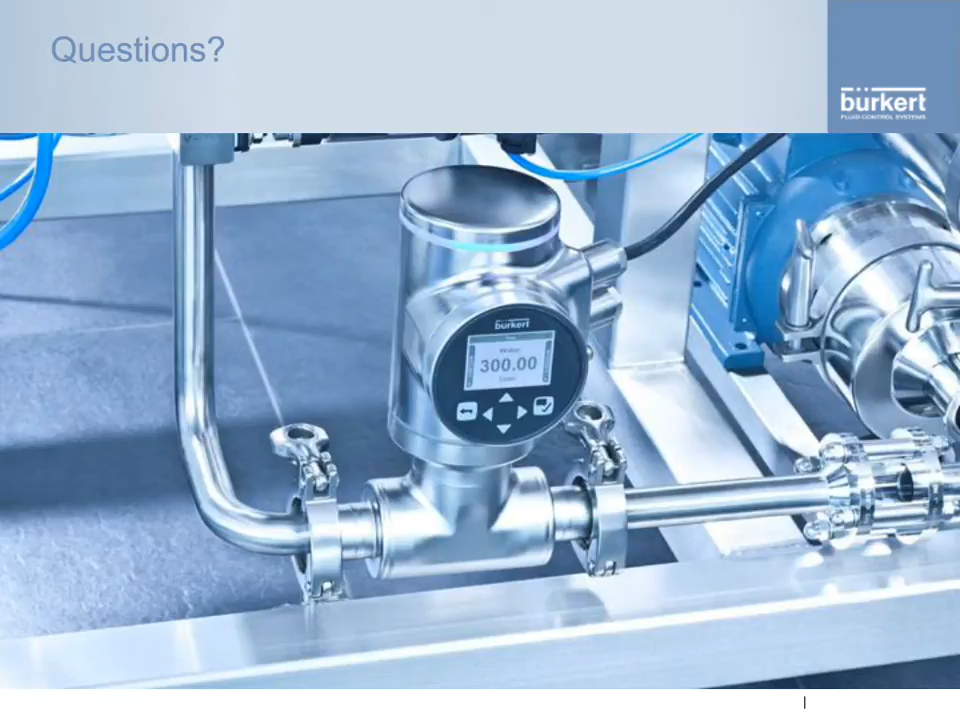 Questions?
bürkert
FLUID CONTROL SYSTEMS
bürkert
300.00